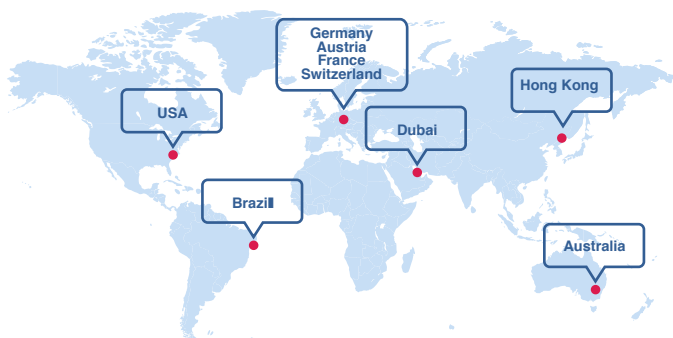 Germany
Austria
France
Switzerland
Hong Kong
USA
Dubai
Brazil
Australia